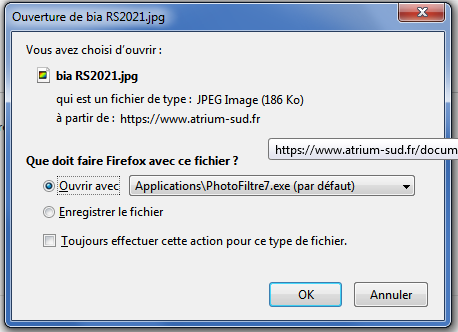 Ouverture de bia RS2021.jpg
Vous avez choisi d'ouvrir :
bia RS2021.jpg
qui est un fichier de type : JPEG Image (186 Ko)
à partir de : https://www.atrium-sud.fr
https://www.atrium-sud.fr/docum
Que doit faire Firefox avec ce fichier ?
Ouvrir avec Applications\PhotoFiltre7.exe (par défaut)
Enregistrer le fichier
Toujours effectuer cette action pour ce type de fichier.
OK Annuler